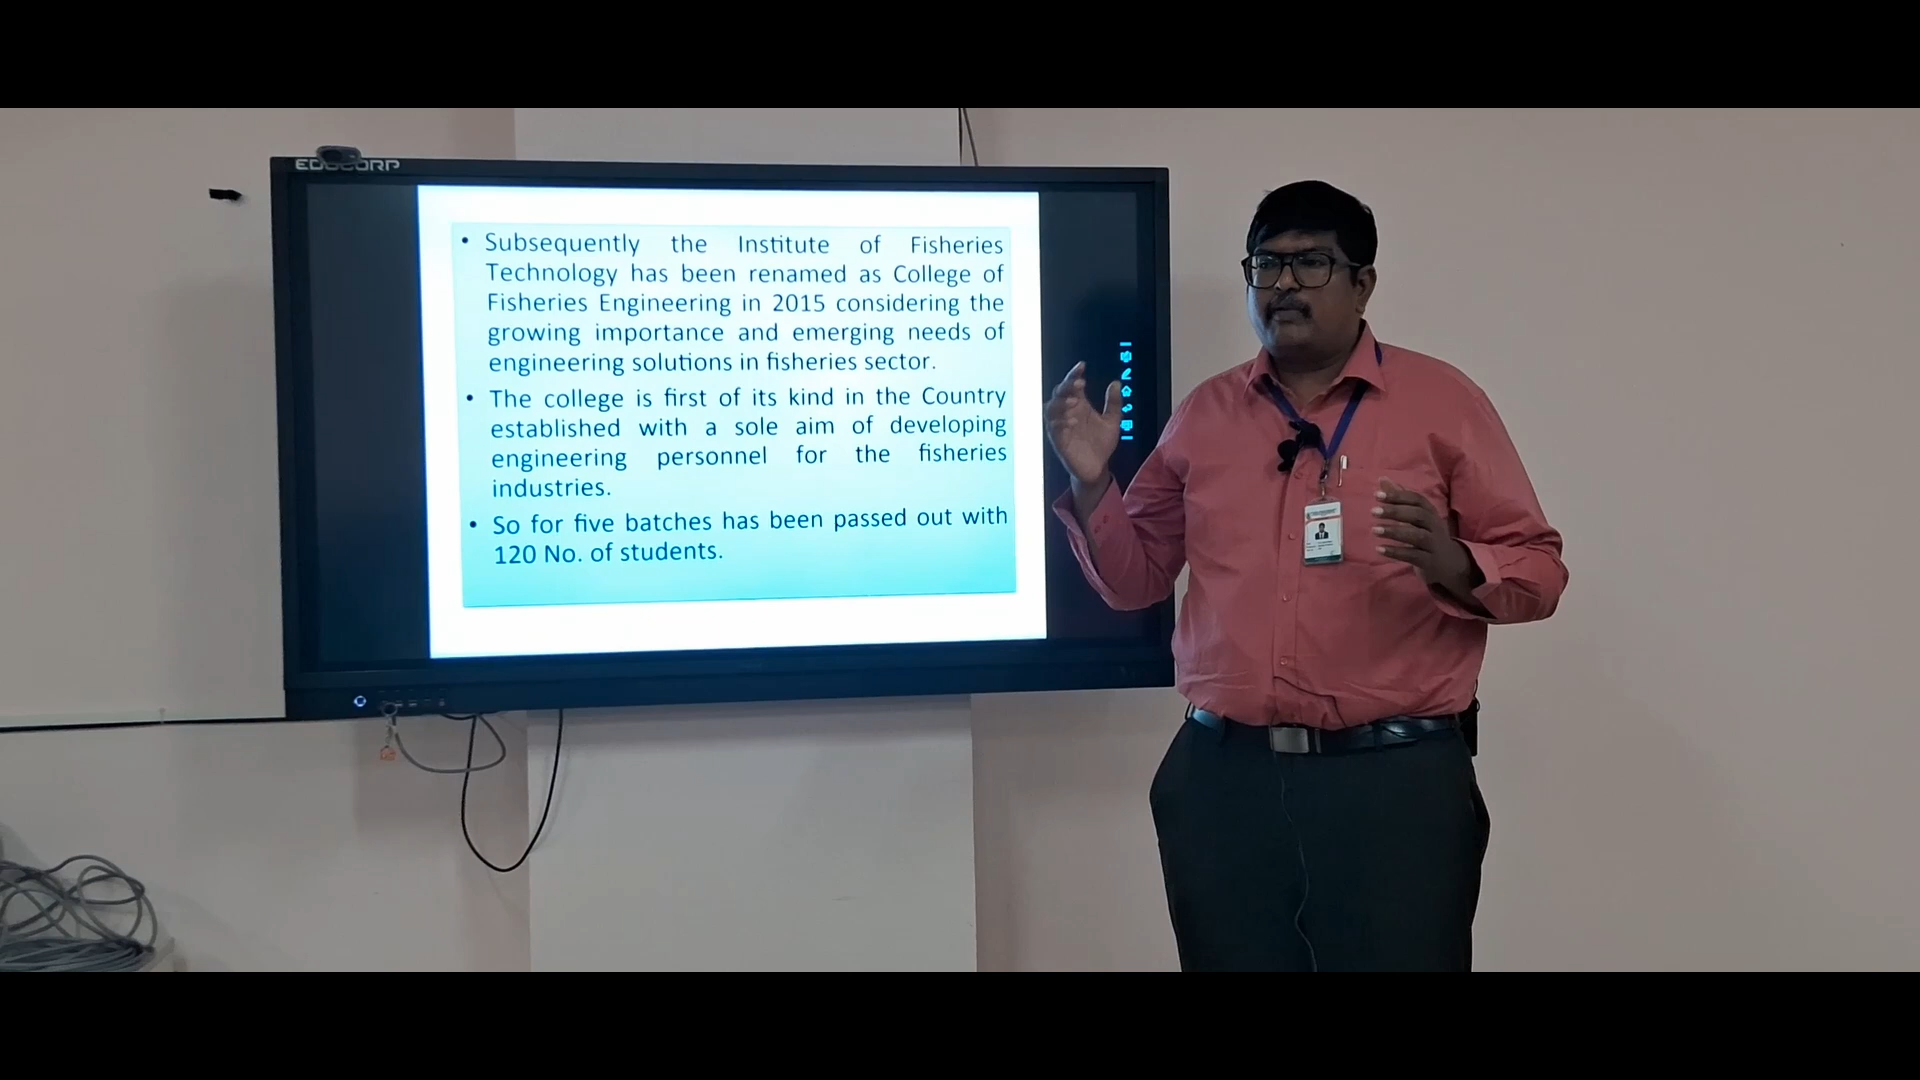 EDUCORP
• Subsequently the Institute of Fisheries
Technology has been renamed as College of
Fisheries Engineering in 2015 considering the
growing importance and emerging needs of
engineering solutions in fisheries sector.
• The college is first of its kind in the Country
established with a sole aim of developing
engineering personnel for the fisheries
industries.
• So for five batches has been passed out with
120 No. of students.